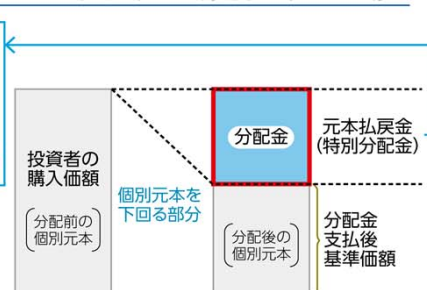 投資者の
購入価額
(分配前の
個別元本)
個別元本を
下回る部分
分配金
(分配後の
個別元本)
元本払戻金
(特別分配金)
分配金
支払後
基準価額